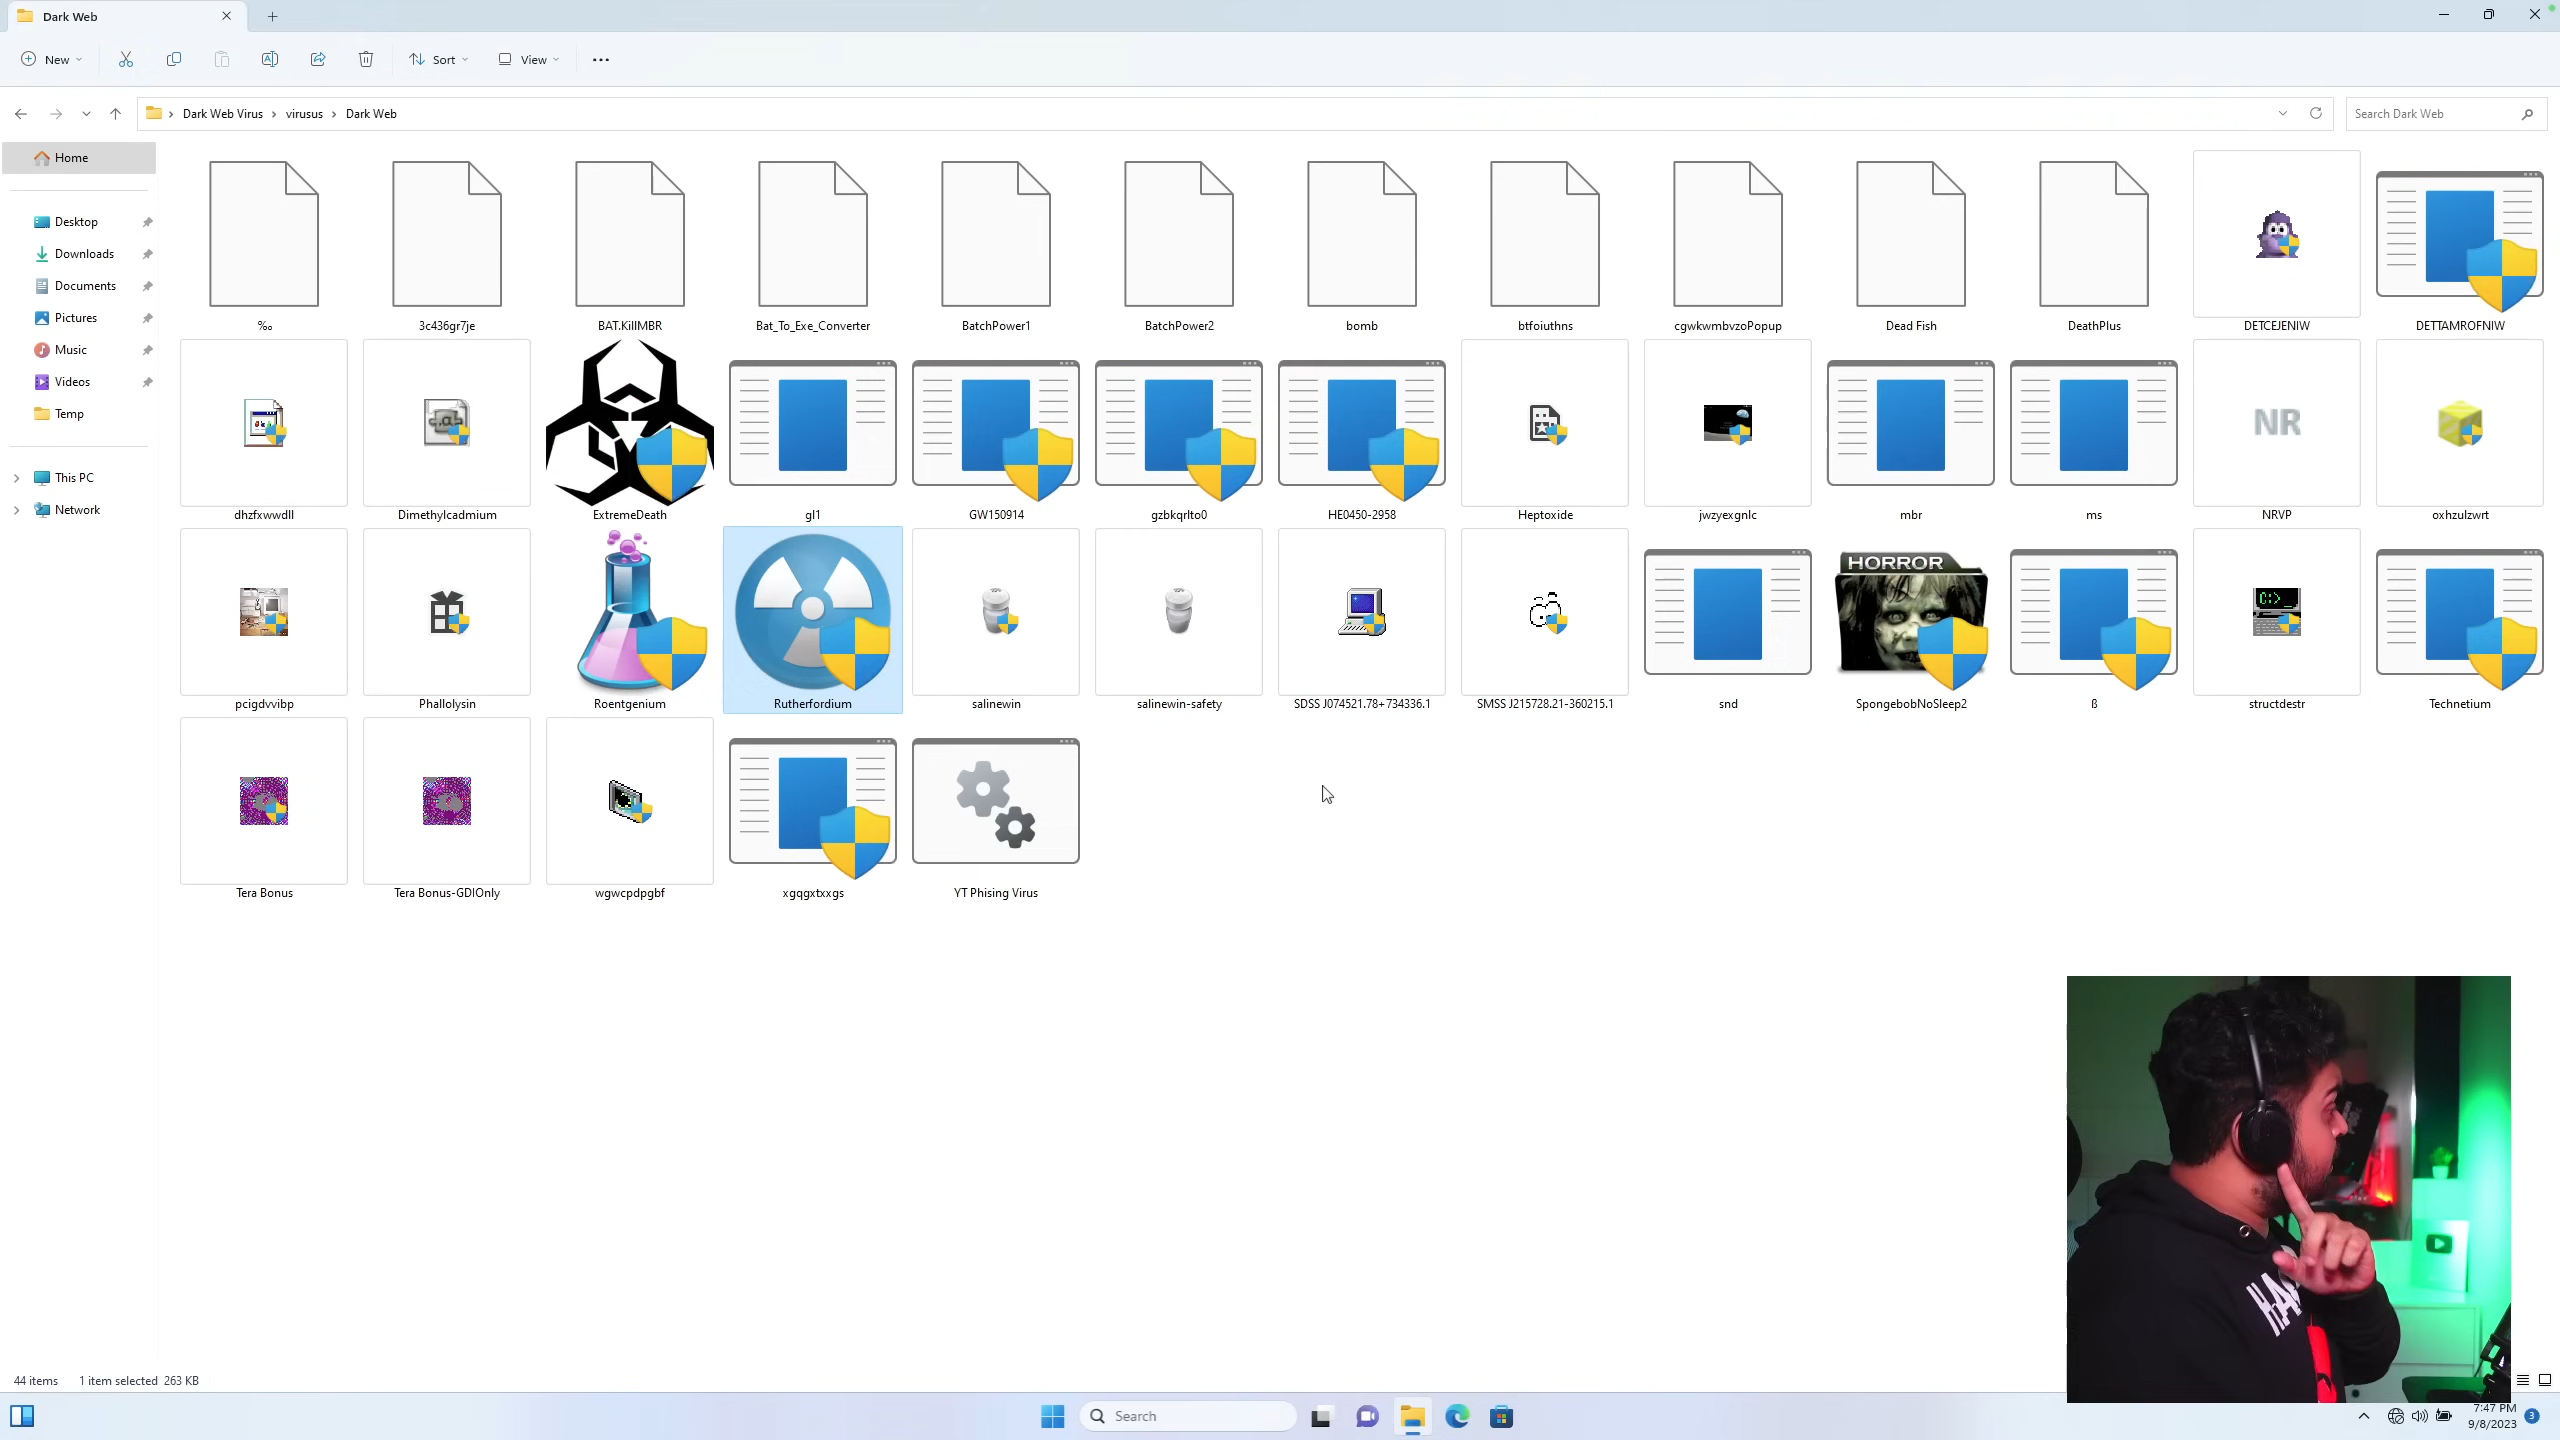 Dark Web
New
Sort
View
Dark Web Virus
virusus
Dark Web
Search Dark Web
Home
Desktop
Downloads
Documents
Pictures
Music
Videos
Temp
This PC
Network
‰
3c436gr7je
BAT.KillMBR
Bat_To_Exe_Converter
BatchPower1
BatchPower2
bomb
btfoiuthns
cgwkwmbvzoPopup
Dead Fish
DeathPlus
DETCEJENIW
DETTAMROFNIW
NR
dhzfxwwdll
Dimethylcadmium
ExtremeDeath
gl1
GW150914
gzbkqrlto0
HE0450-2958
Heptoxide
jwzyexgnlc
mbr
ms
NRVP
oxhzulzwrt
HORROR
C:>_
pcigdvvibp
Phallolysin
Roentgenium
Rutherfordium
salinewin
salinewin-safety
SDSS J074521.78+734336.1
SMSS J215728.21-360215.1
snd
SpongebobNoSleep2
ß
structdestr
Technetium
Tera Bonus
Tera Bonus-GDIOnly
wgwcpdpgbf
xgqgxtxxgs
YT Phising Virus
44 items
1 item selected 263 KB
Search
7:47 PM
9/8/2023
3